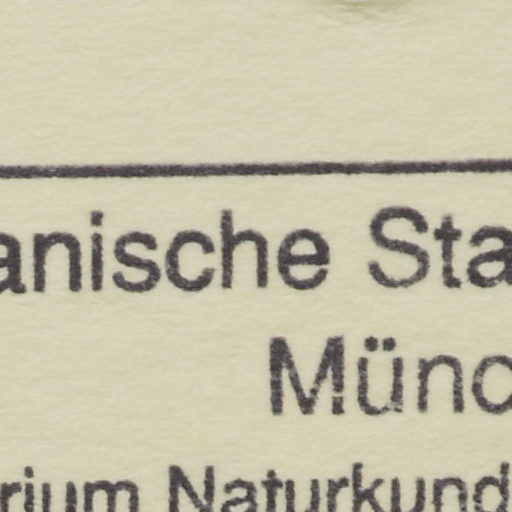 anische Sta
Münc
rium Naturkund